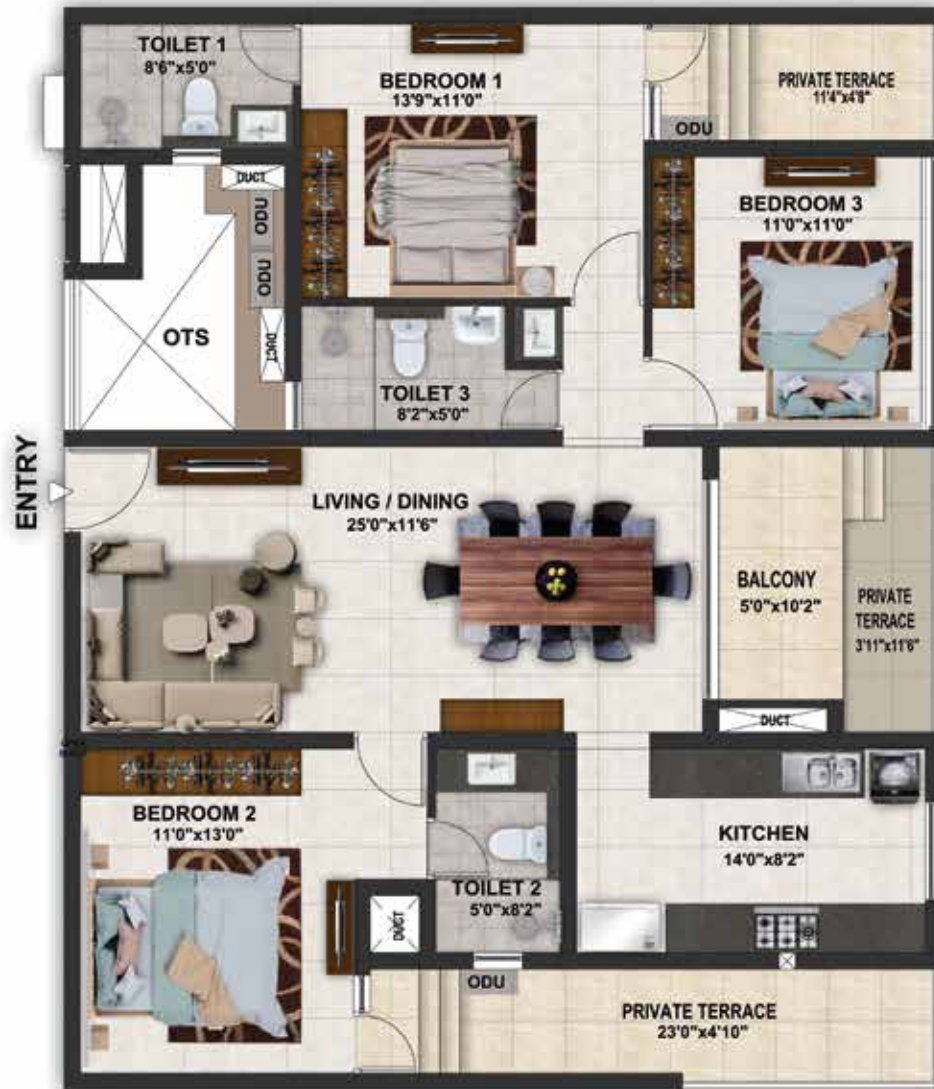 TOILET 1
8'6"x5'0"
BEDROOM 1
13'9"x11'0"
PRIVATE TERRACE
11'4"x4'8"
ODU
DUCT
ODU
ODU
DUCT
OTS
BEDROOM 3
11'0"x11'0"
TOILET 3
8'2"x5'0"
ENTRY
LIVING / DINING
25'0"x11'6"
BALCONY
5'0"x10'2"
PRIVATE
TERRACE
3'11"x11'6"
DUCT
BEDROOM 2
11'0"x13'0"
KITCHEN
14'0"x8'2"
TOILET 2
5'0"x8'2"
DUCT
ODU
PRIVATE TERRACE
23'0"x4'10"